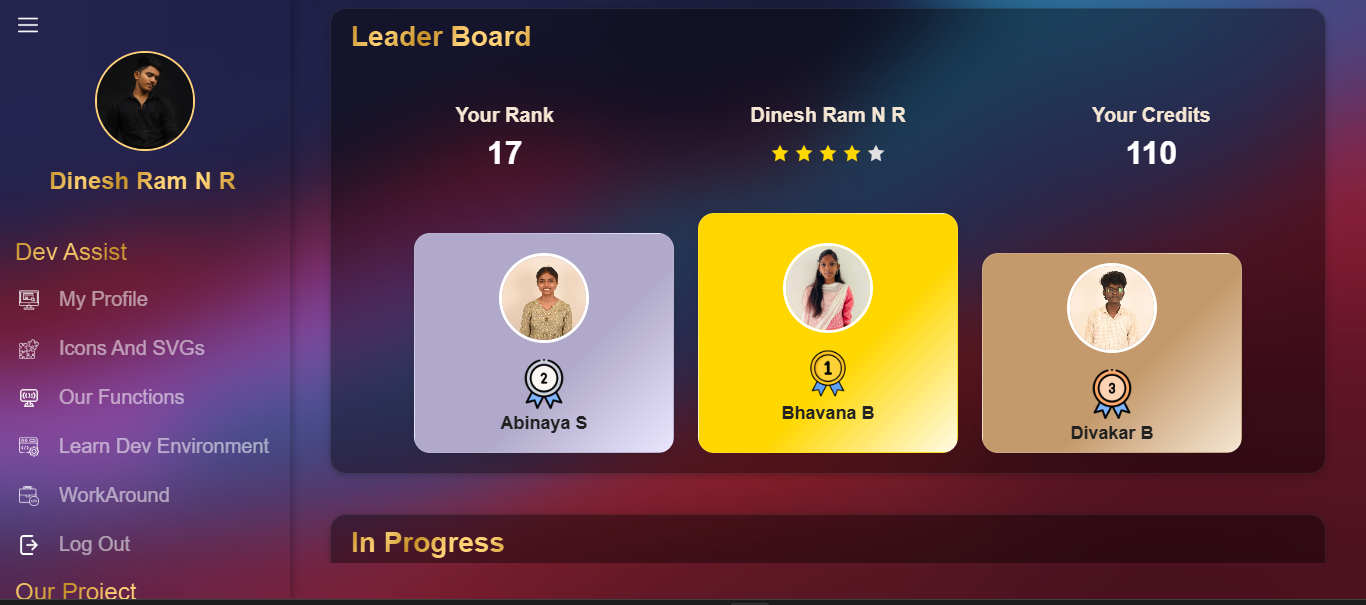 Dinesh Ram N R
Dev Assist
My Profile
Icons And SVGs
Our Functions
Learn Dev Environment
WorkAround
Log Out
Our Project
Leader Board
Your Rank
17
Dinesh Ram N R
Your Credits
110
2
Abinaya S
1
Bhavana B
3
Divakar B
In Progress